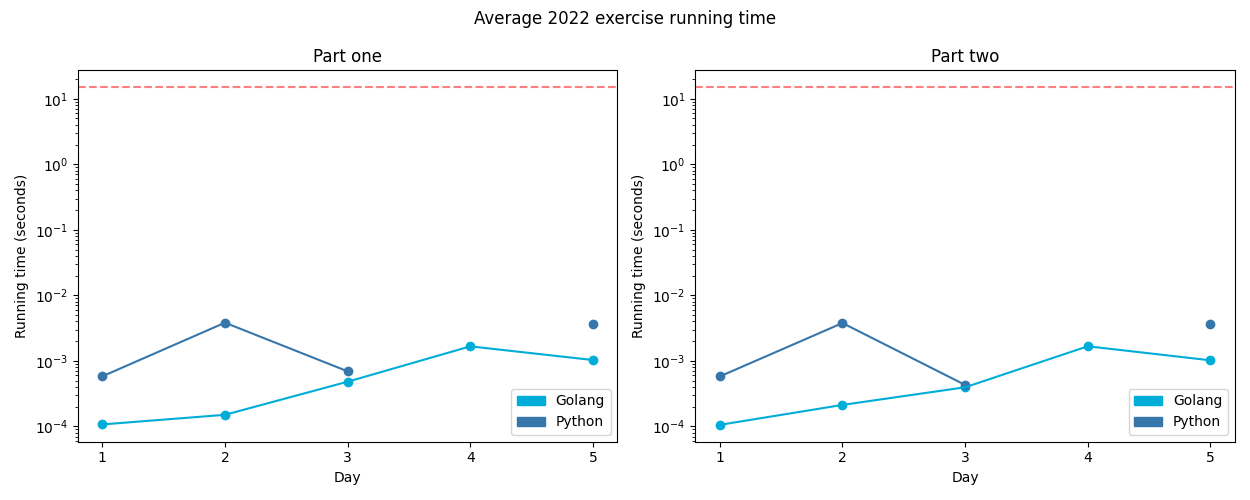 Average 2022 exercise running time
Part one
Running time (seconds)
10¹
10⁰
10⁻¹
10⁻²
10⁻³
10⁻⁴
1 2 3 4 5
Day
Golang
Python
Part two
Running time (seconds)
10¹
10⁰
10⁻¹
10⁻²
10⁻³
10⁻⁴
1 2 3 4 5
Day
Golang
Python